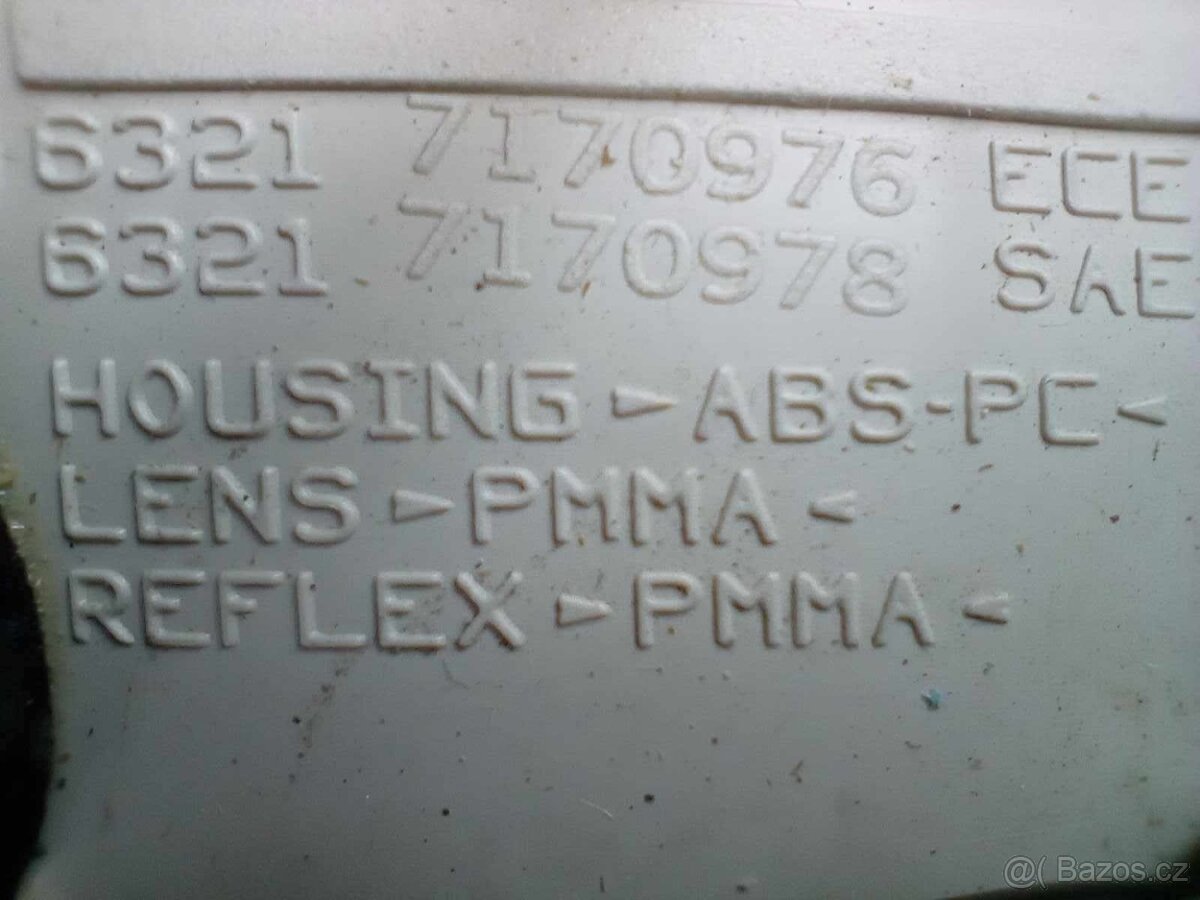 6321 7170976 ECE
6321 7170978 SAE
HOUSING >ABS-PC<
LENS >PMMA<
REFLEX >PMMA<
@( Bazos.cz